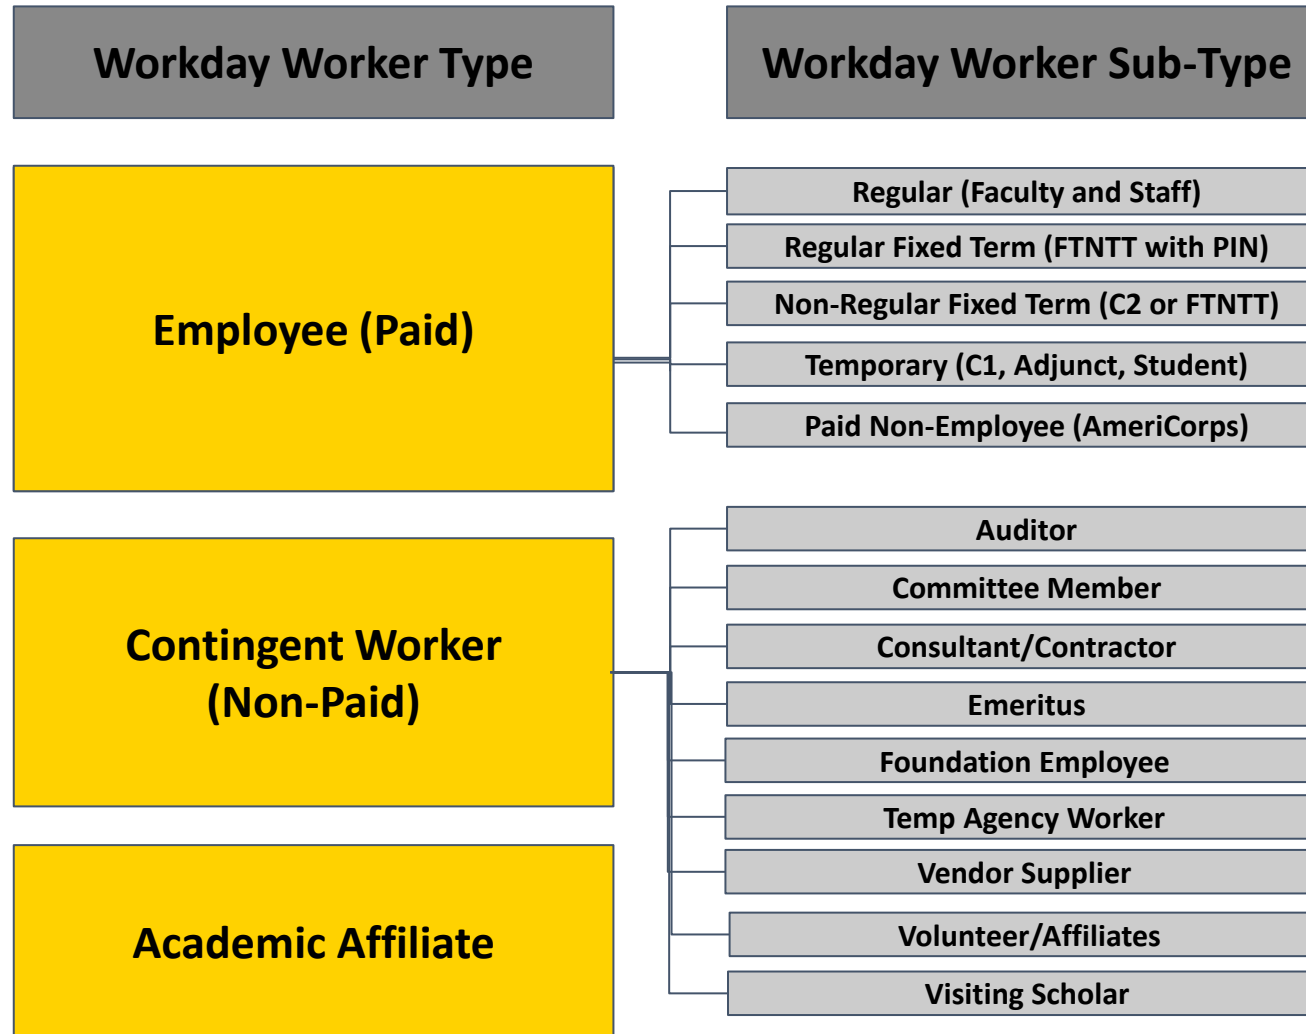 Workday Worker Type
Workday Worker Sub-Type
Employee (Paid)
Regular (Faculty and Staff)
Regular Fixed Term (FTNTT with PIN)
Non-Regular Fixed Term (C2 or FTNTT)
Temporary (C1, Adjunct, Student)
Paid Non-Employee (AmeriCorps)
Contingent Worker
(Non-Paid)
Auditor
Committee Member
Consultant/Contractor
Emeritus
Foundation Employee
Temp Agency Worker
Vendor Supplier
Volunteer/Affiliates
Visiting Scholar
Academic Affiliate